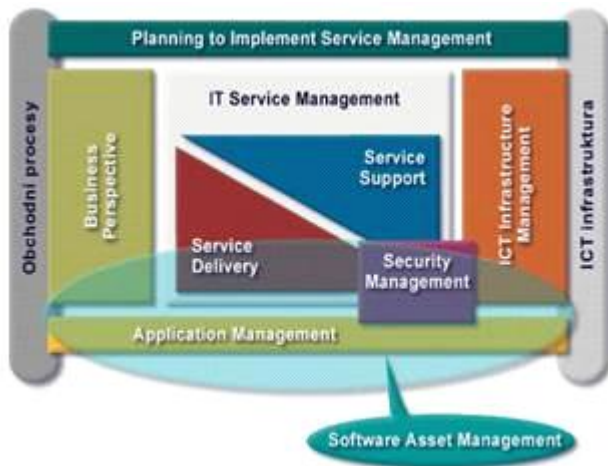 Planning to Implement Service Management
Obchodní procesy
Business
Perspective
IT Service Management
Service
Support
Service
Delivery
Security
Management
ICT Infrastructure
Management
ICT infrastruktura
Application Management
Software Asset Management